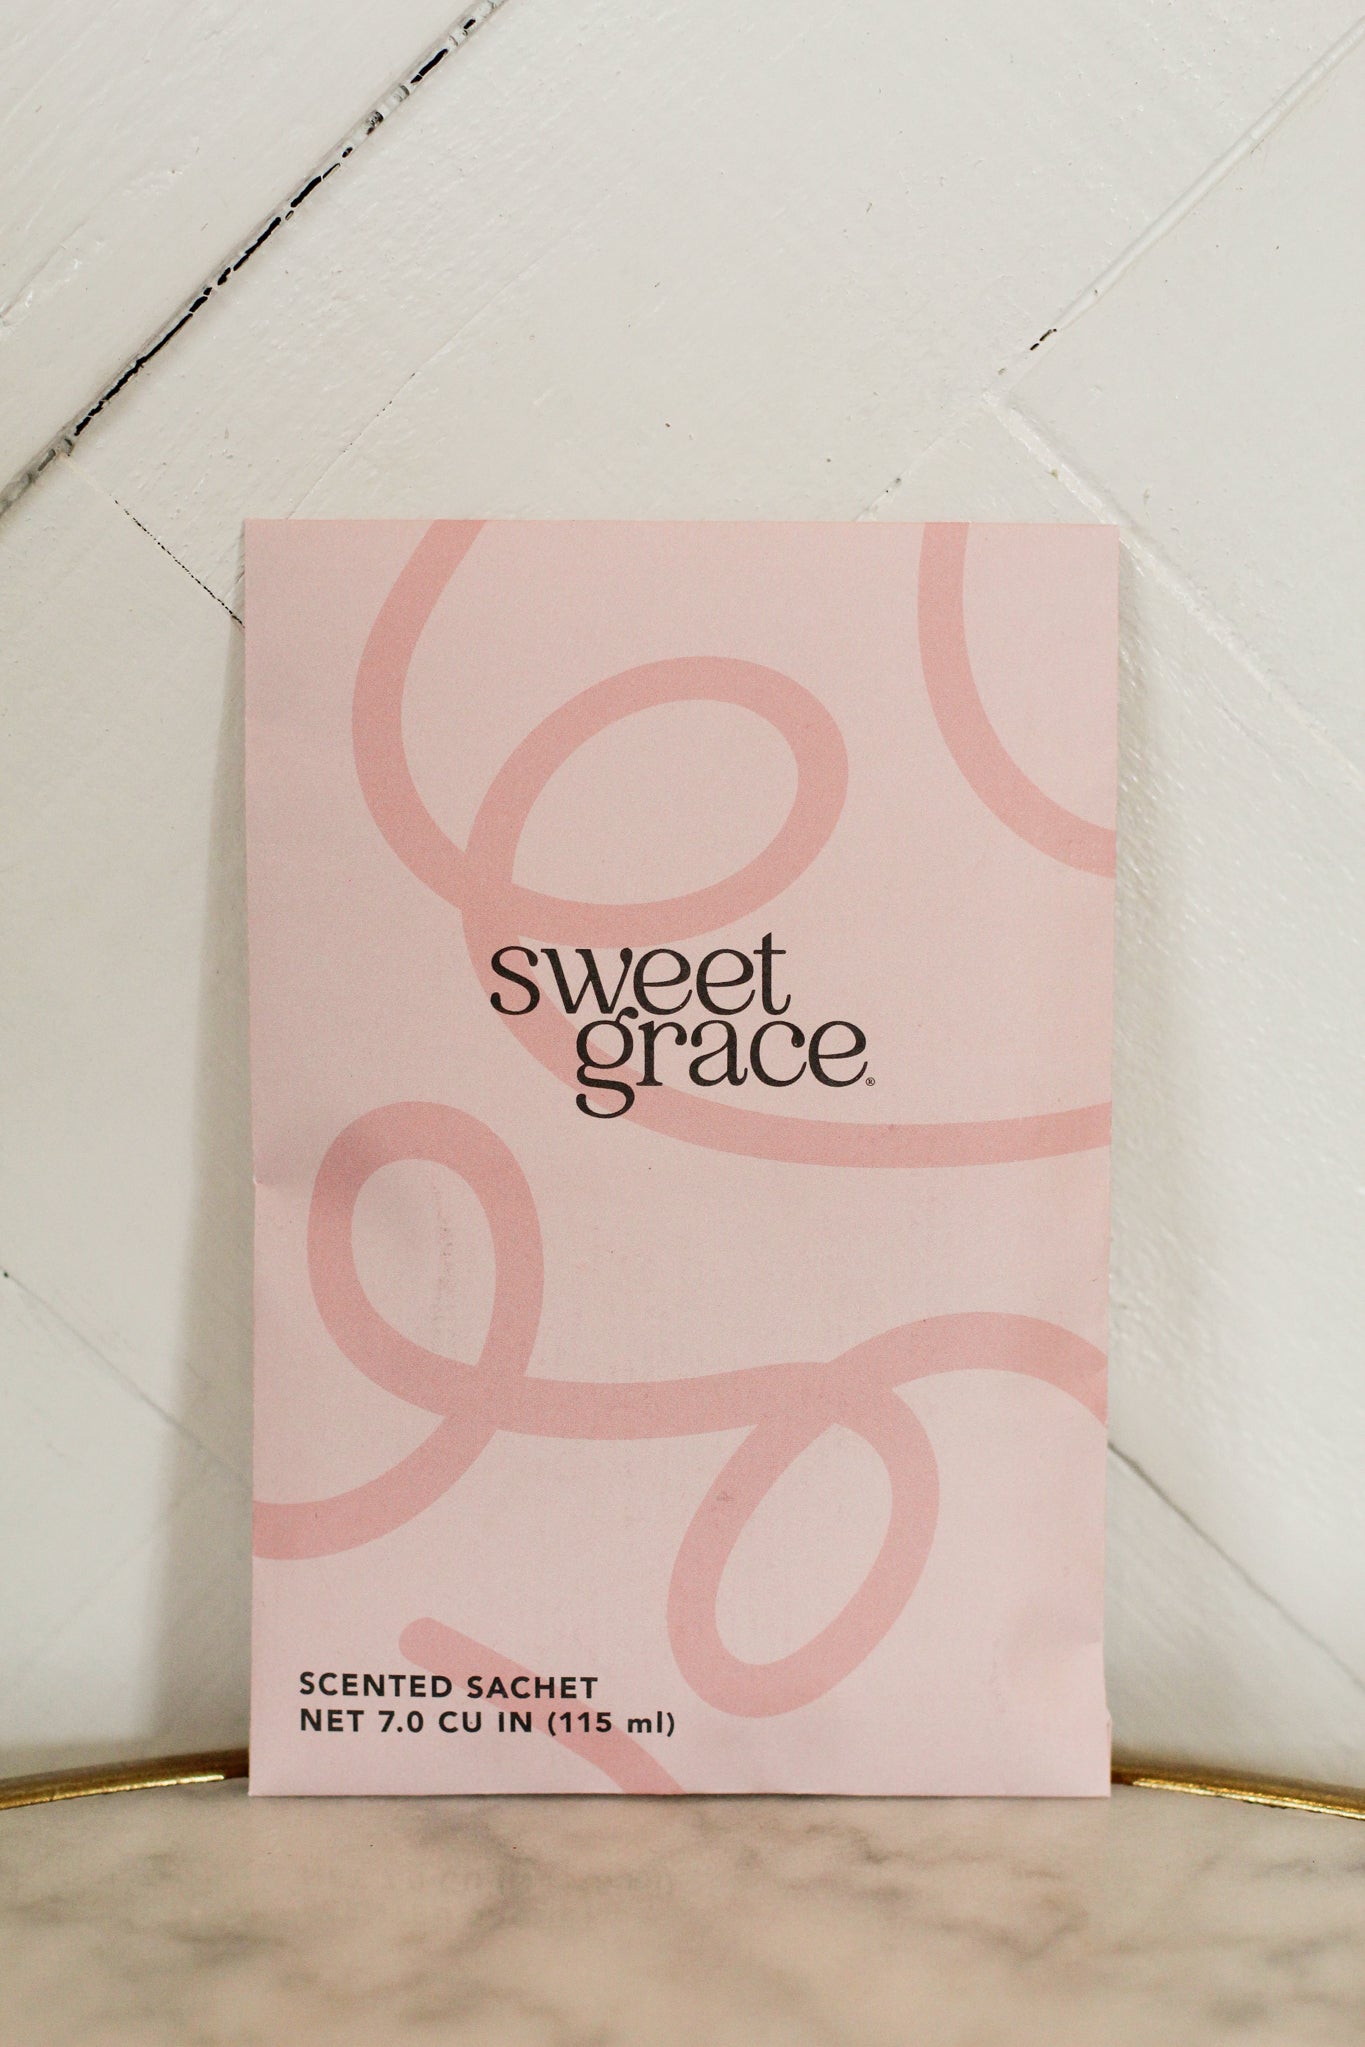 sweet
grace®
SCENTED SACHET
NET 7.0 CU IN (115 ml)